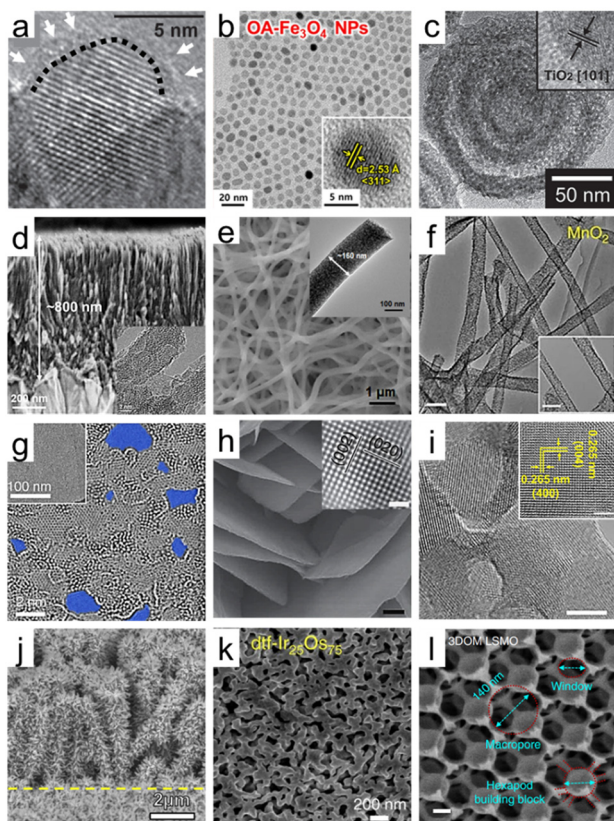 a
5 nm
b
OA-Fe₃O₄ NPs
d=2.53 Å
<311>
20 nm
5 nm
c
TiO₂ [101]
50 nm
d
~800 nm
200 nm
e
~160 nm
100 nm
1 μm
f
MnO₂
g
100 nm
h
(002)
(020)
i
0.265 nm
(004)
0.265 nm
(400)
j
2μm
k
dtf-Ir₂₅Os₇₅
200 nm
l
3DOM LSMO
140 nm
Window
Macropore
Hexapod
building block